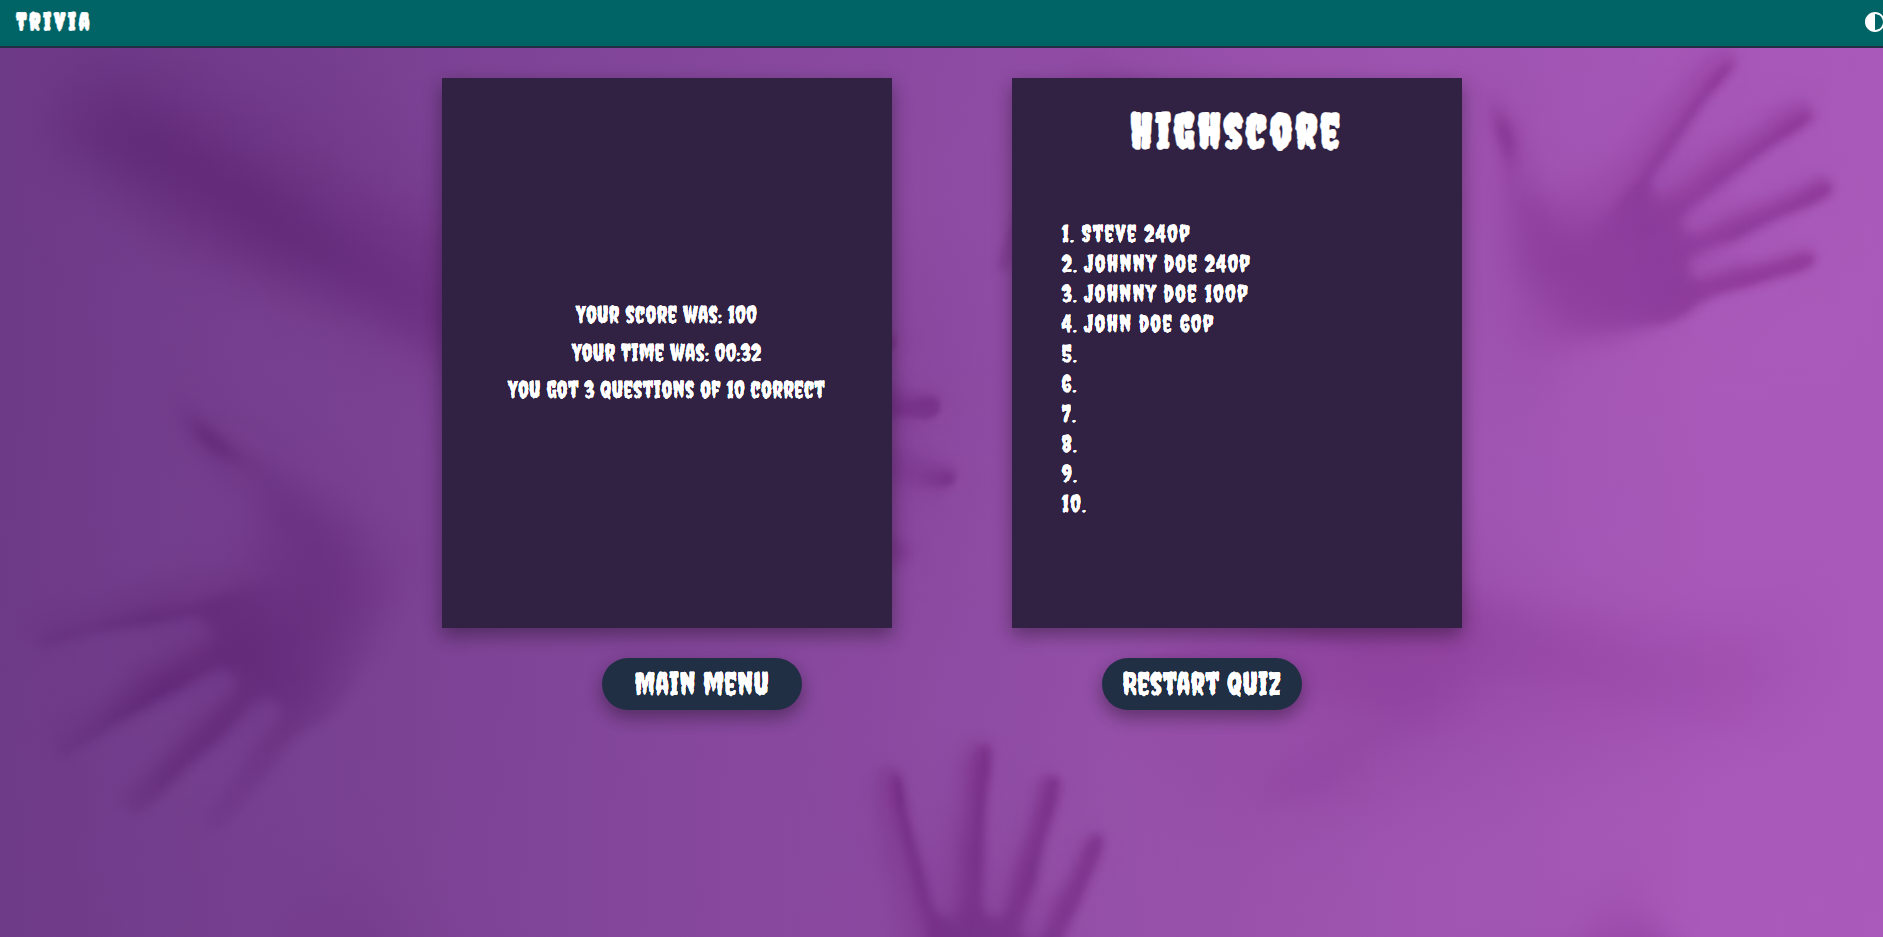 TRIVIA
YOUR SCORE WAS: 100
YOUR TIME WAS: 00:32
YOU GOT 3 QUESTIONS OF 10 CORRECT
HIGHSCORE
1. STEVE 240P
2. JOHNNY DOE 240P
3. JOHNNY DOE 100P
4. JOHN DOE 60P
5.
6.
7.
8.
9.
10.
MAIN MENU
RESTART QUIZ